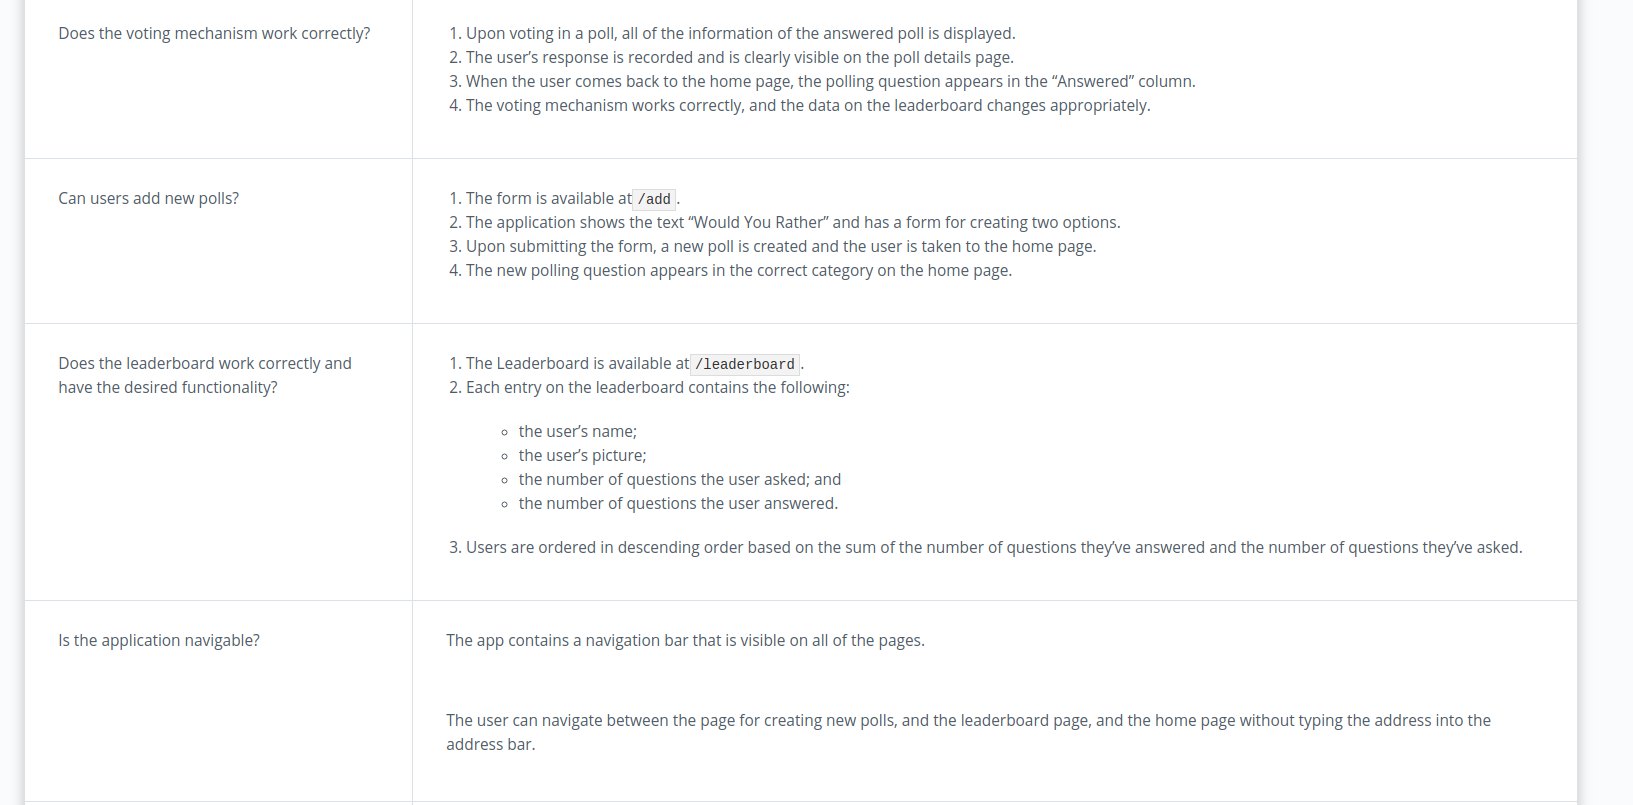 Does the voting mechanism work correctly?
1. Upon voting in a poll, all of the information of the answered poll is displayed.
2. The user’s response is recorded and is clearly visible on the poll details page.
3. When the user comes back to the home page, the polling question appears in the “Answered” column.
4. The voting mechanism works correctly, and the data on the leaderboard changes appropriately.
Can users add new polls?
1. The form is available at /add .
2. The application shows the text “Would You Rather” and has a form for creating two options.
3. Upon submitting the form, a new poll is created and the user is taken to the home page.
4. The new polling question appears in the correct category on the home page.
Does the leaderboard work correctly and
have the desired functionality?
1. The Leaderboard is available at /leaderboard .
2. Each entry on the leaderboard contains the following:
◦ the user’s name;
◦ the user’s picture;
◦ the number of questions the user asked; and
◦ the number of questions the user answered.
3. Users are ordered in descending order based on the sum of the number of questions they’ve answered and the number of questions they’ve asked.
Is the application navigable?
The app contains a navigation bar that is visible on all of the pages.
The user can navigate between the page for creating new polls, and the leaderboard page, and the home page without typing the address into the
address bar.